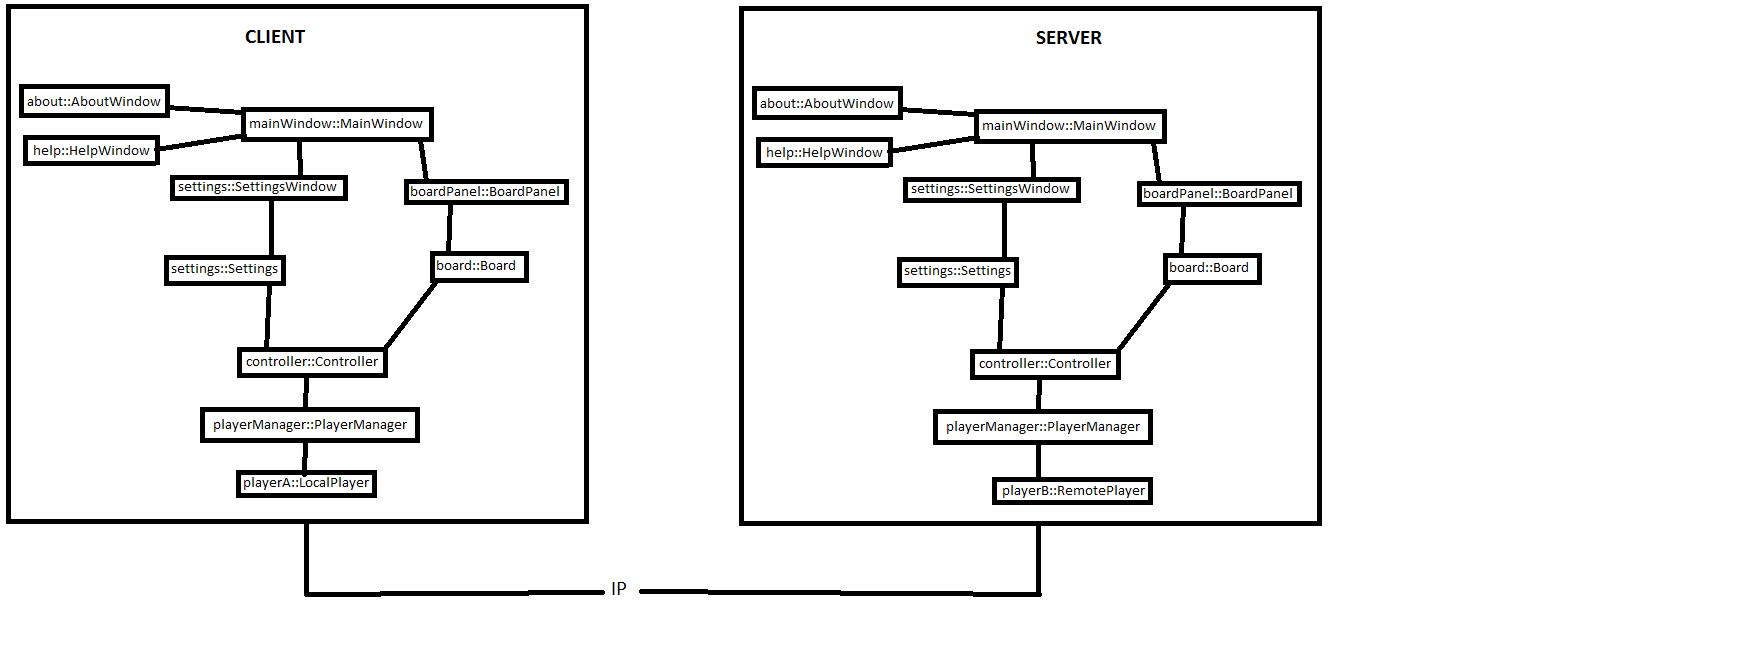 CLIENT
about::AboutWindow
mainWindow::MainWindow
help::HelpWindow
settings::SettingsWindow
boardPanel::BoardPanel
settings::Settings
board::Board
controller::Controller
playerManager::PlayerManager
playerA::LocalPlayer
SERVER
about::AboutWindow
mainWindow::MainWindow
help::HelpWindow
settings::SettingsWindow
boardPanel::BoardPanel
settings::Settings
board::Board
controller::Controller
playerManager::PlayerManager
playerB::RemotePlayer
IP